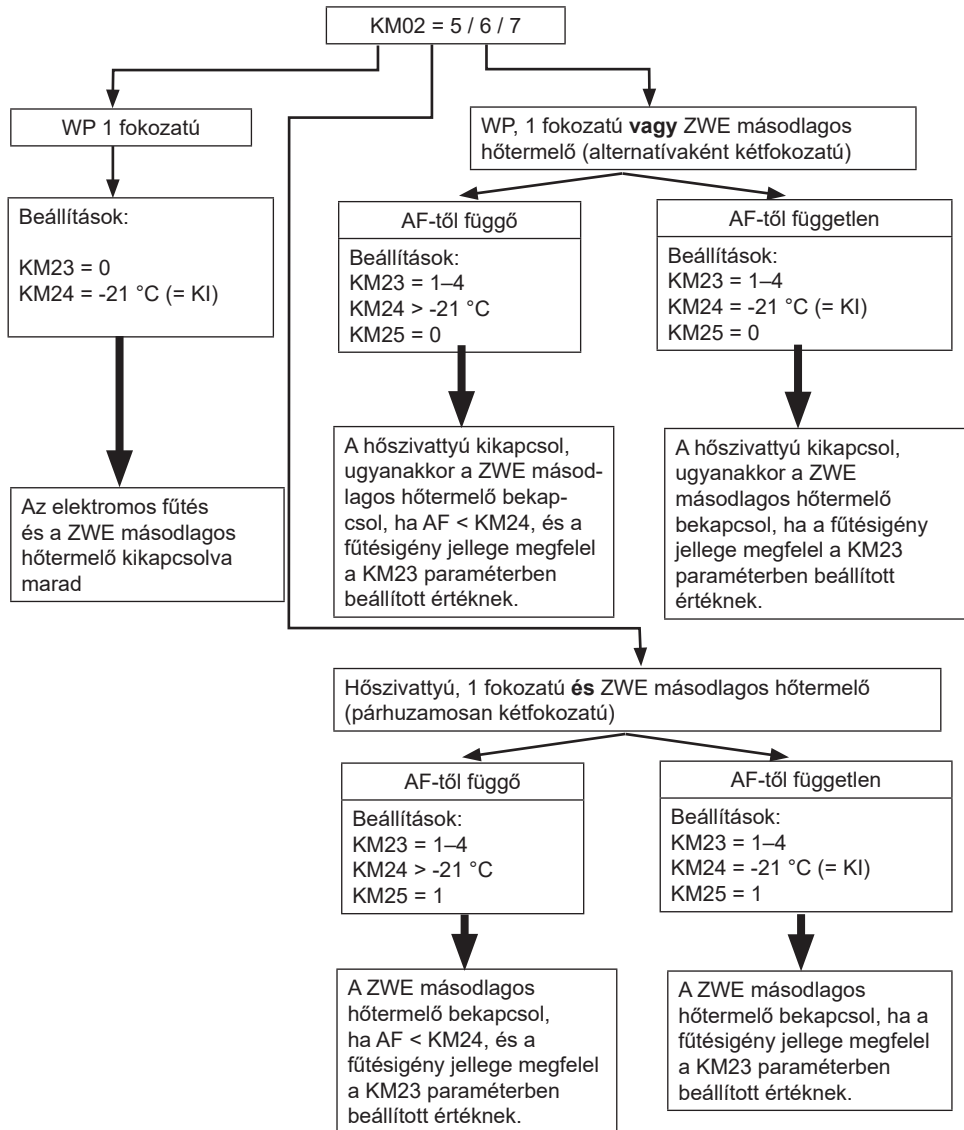 KM02 = 5 / 6 / 7
WP 1 fokozatú
Beállítások:
KM23 = 0
KM24 = -21 °C (= KI)
Az elektromos fűtés
és a ZWE másodlagos
hőtermelő kikapcsolva
marad
WP, 1 fokozatú vagy ZWE másodlagos
hőtermelő (alternatívaként kétfokozatú)
AF-től függő
Beállítások:
KM23 = 1–4
KM24 > -21 °C
KM25 = 0
A hőszivattyú kikapcsol,
ugyanakkor a ZWE másod-
lagos hőtermelő bekap-
csol, ha AF < KM24, és a
fűtésigény jellege megfelel
a KM23 paraméterben
beállított értéknek.
AF-től független
Beállítások:
KM23 = 1–4
KM24 = -21 °C (= KI)
KM25 = 0
A hőszivattyú kikapcsol,
ugyanakkor a ZWE
másodlagos hőtermelő
bekapcsol, ha a fűtésigény
jellege megfelel a KM23
paraméterben beállított
értéknek.
Hőszivattyú, 1 fokozatú és ZWE másodlagos hőtermelő
(párhuzamosan kétfokozatú)
AF-től függő
Beállítások:
KM23 = 1–4
KM24 > -21 °C
KM25 = 1
A ZWE másodlagos
hőtermelő bekapcsol,
ha AF < KM24, és a
fűtésigény jellege megfelel
a KM23 paraméterben
beállított értéknek.
AF-től független
Beállítások:
KM23 = 1–4
KM24 = -21 °C (= KI)
KM25 = 1
A ZWE másodlagos
hőtermelő bekapcsol, ha a
fűtésigény jellege megfelel
a KM23 paraméterben
beállított értéknek.